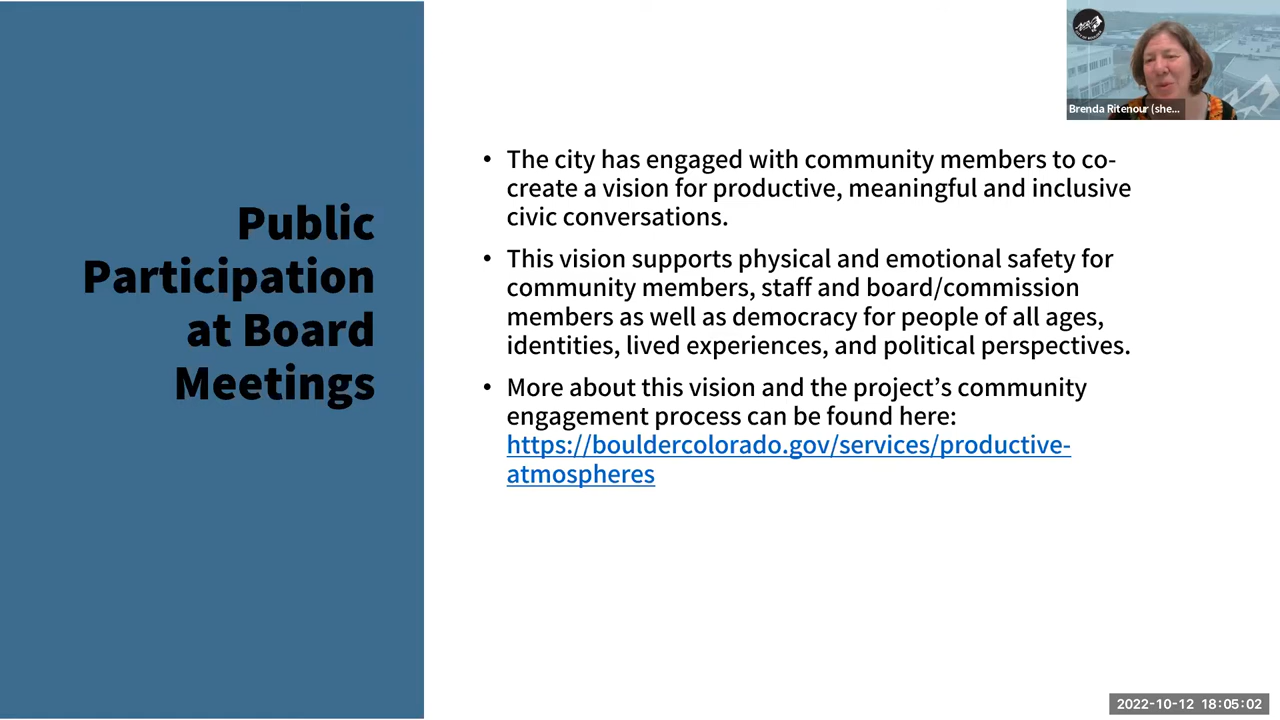 Public
Participation
at Board
Meetings
Brenda Ritenour (she...
• The city has engaged with community members to co-
create a vision for productive, meaningful and inclusive
civic conversations.
• This vision supports physical and emotional safety for
community members, staff and board/commission
members as well as democracy for people of all ages,
identities, lived experiences, and political perspectives.
• More about this vision and the project’s community
engagement process can be found here:
https://bouldercolorado.gov/services/productive-
atmospheres
2022-10-12 18:05:02